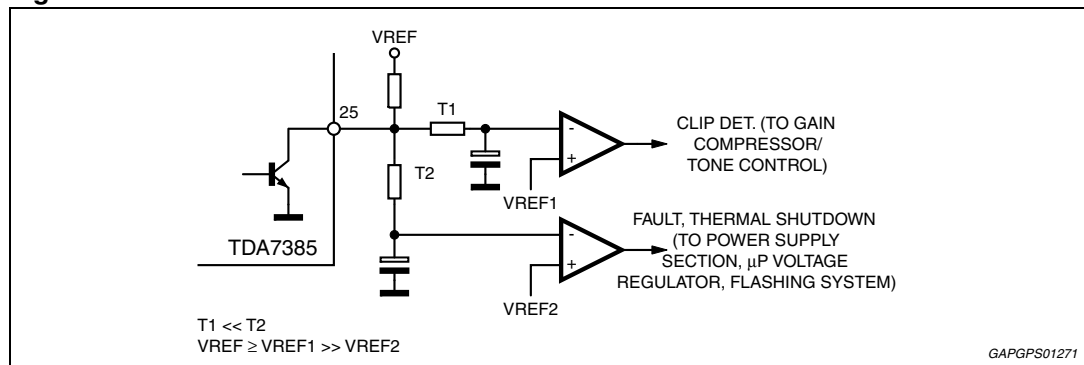 VREF
25
T1
T2
-
+
VREF1
CLIP DET. (TO GAIN
COMPRESSOR/
TONE CONTROL)
TDA7385
-
+
VREF2
FAULT, THERMAL SHUTDOWN
(TO POWER SUPPLY
SECTION, µP VOLTAGE
REGULATOR, FLASHING SYSTEM)
T1 << T2
VREF ≥ VREF1 >> VREF2
GAPGPS01271